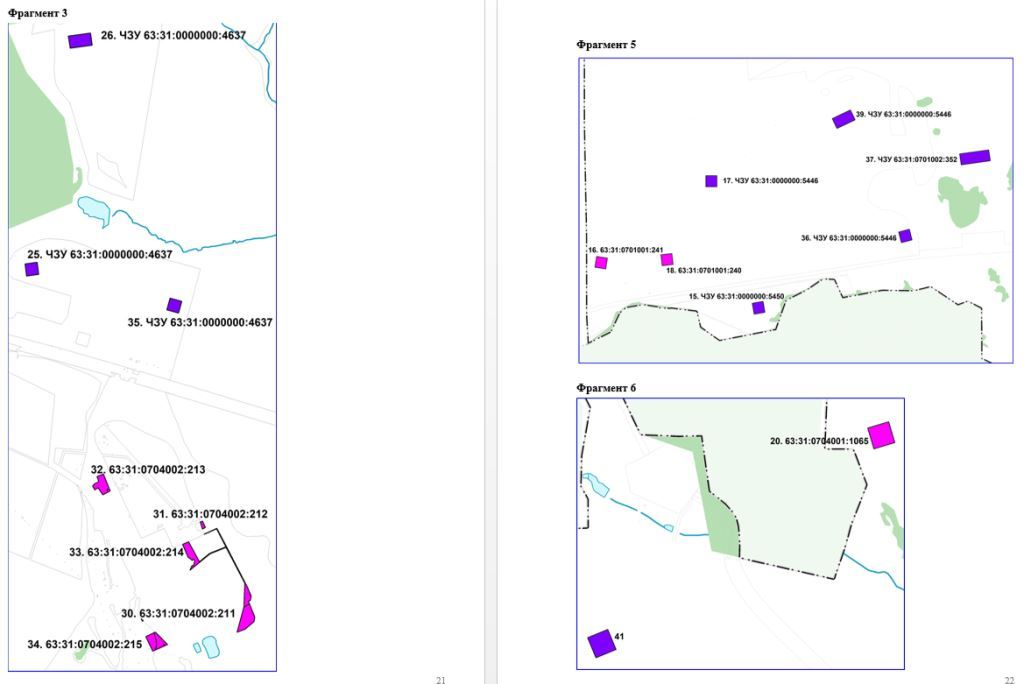 Фрагмент 3
26. ЧЗУ 63:31:0000000:4637
25. ЧЗУ 63:31:0000000:4637
35. ЧЗУ 63:31:0000000:4637
32. 63:31:0704002:213
31. 63:31:0704002:212
33. 63:31:0704002:214
30. 63:31:0704002:211
34. 63:31:0704002:215
21
Фрагмент 5
39. ЧЗУ 63:31:0000000:5446
37. ЧЗУ 63:31:0701002:352
17. ЧЗУ 63:31:0000000:5446
36. ЧЗУ 63:31:0000000:5446
16. 63:31:0701001:241
18. 63:31:0701001:240
15. ЧЗУ 63:31:0000000:5450
Фрагмент 6
20. 63:31:0704001:1065
41
22